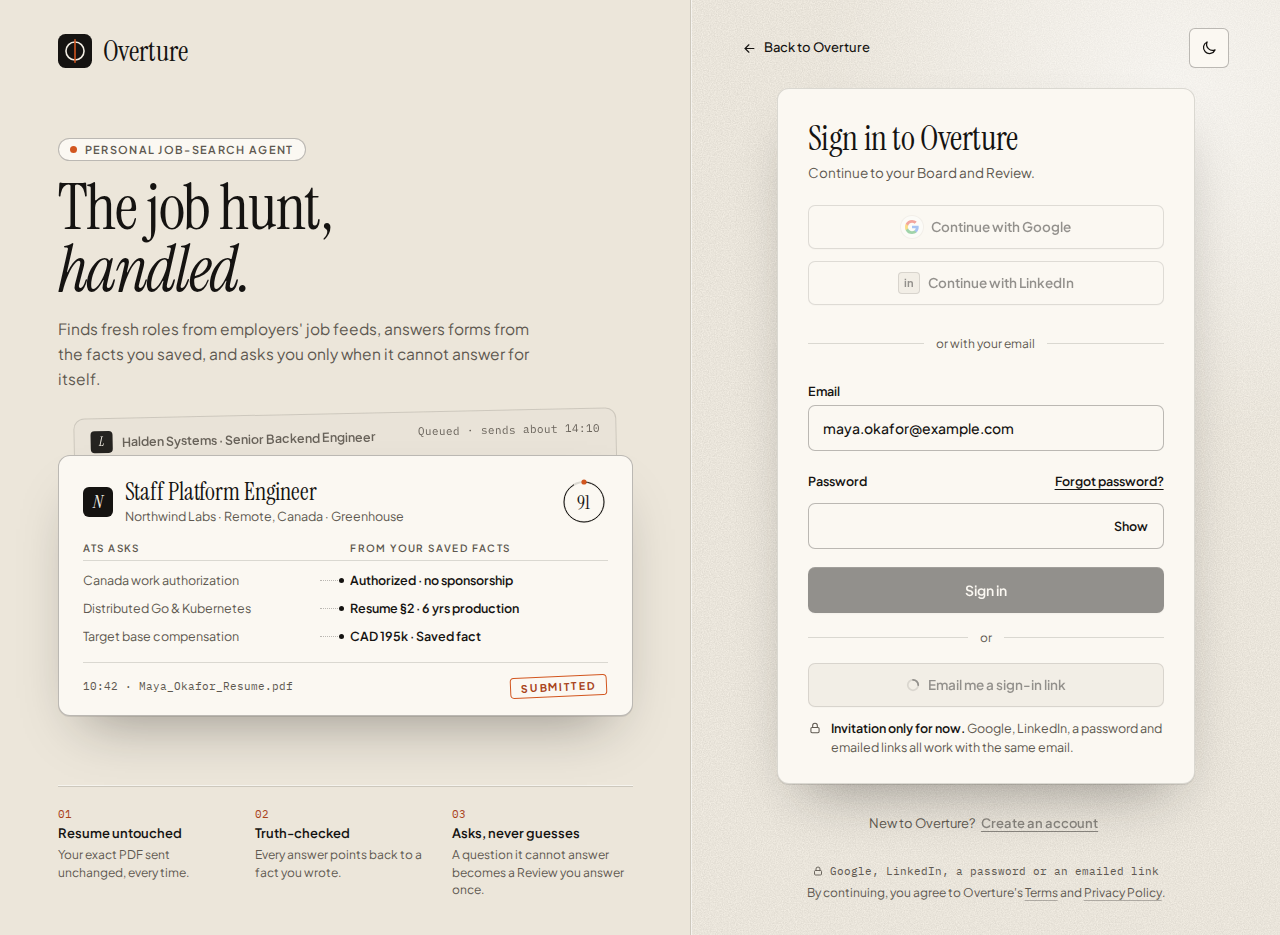 Overture
PERSONAL JOB-SEARCH AGENT
The job hunt,
handled.
Finds fresh roles from employers' job feeds, answers forms from
the facts you saved, and asks you only when it cannot answer for
itself.
L
Halden Systems · Senior Backend Engineer
Queued · sends about 14:10
N
Staff Platform Engineer
Northwind Labs · Remote, Canada · Greenhouse
91
ATS ASKS
FROM YOUR SAVED FACTS
Canada work authorization
Authorized · no sponsorship
Distributed Go & Kubernetes
Resume §2 · 6 yrs production
Target base compensation
CAD 195k · Saved fact
10:42 · Maya_Okafor_Resume.pdf
SUBMITTED
01
Resume untouched
Your exact PDF sent
unchanged, every time.
02
Truth-checked
Every answer points back to a
fact you wrote.
03
Asks, never guesses
A question it cannot answer
becomes a Review you answer
once.
← Back to Overture
Sign in to Overture
Continue to your Board and Review.
G
Continue with Google
in
Continue with LinkedIn
or with your email
Email
maya.okafor@example.com
Password
Forgot password?
Show
Sign in
or
Email me a sign-in link
Invitation only for now. Google, LinkedIn, a password and
emailed links all work with the same email.
New to Overture? Create an account
Google, LinkedIn, a password or an emailed link
By continuing, you agree to Overture's Terms and Privacy Policy.